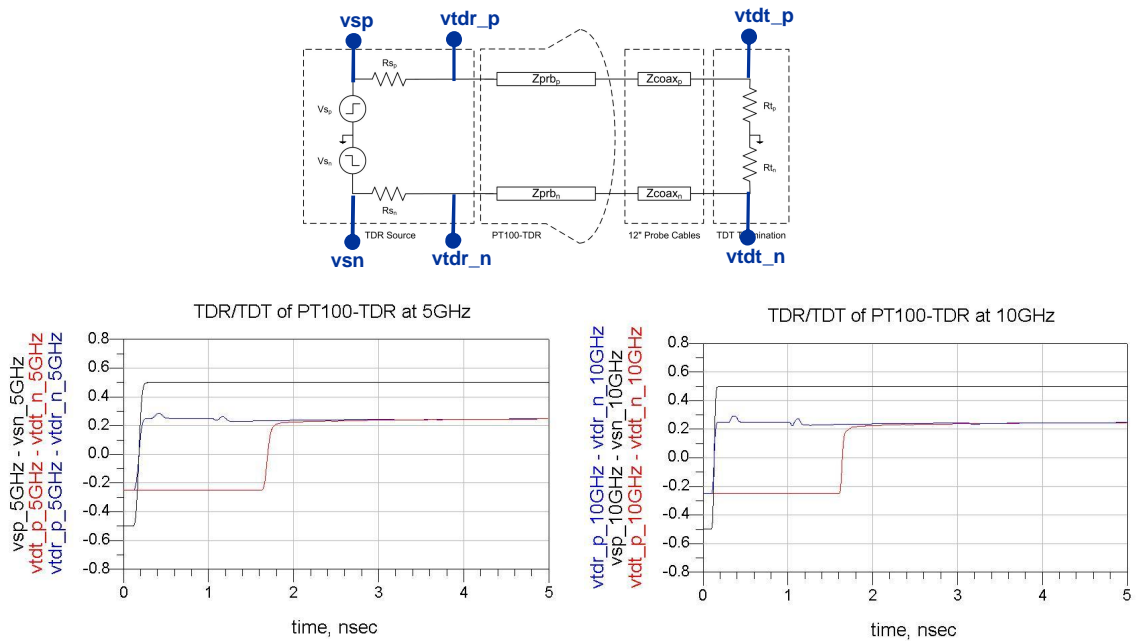 vsp
vtdr_p
vtdt_p
Rsp
Zprbp
Zcoaxp
Vsp
Rtp
Vsn
Rtn
Zprbn
Zcoaxn
Rsn
TDR Source
PT100-TDR
12" Probe Cables
TDT Termination
vsn
vtdr_n
vtdt_n
TDR/TDT of PT100-TDR at 5GHz
vsp_5GHz - vsn_5GHz
vtdt_p_5GHz - vtdt_n_5GHz
vtdr_p_5GHz - vtdr_n_5GHz
0.8
0.6
0.4
0.2
0.0
-0.2
-0.4
-0.6
-0.8
0 1 2 3 4 5
time, nsec
TDR/TDT of PT100-TDR at 10GHz
vtdr_p_10GHz - vtdr_n_10GHz
vsp_10GHz - vsn_10GHz
vtdt_p_10GHz - vtdt_n_10GHz
0.8
0.6
0.4
0.2
0.0
-0.2
-0.4
-0.6
-0.8
0 1 2 3 4 5
time, nsec